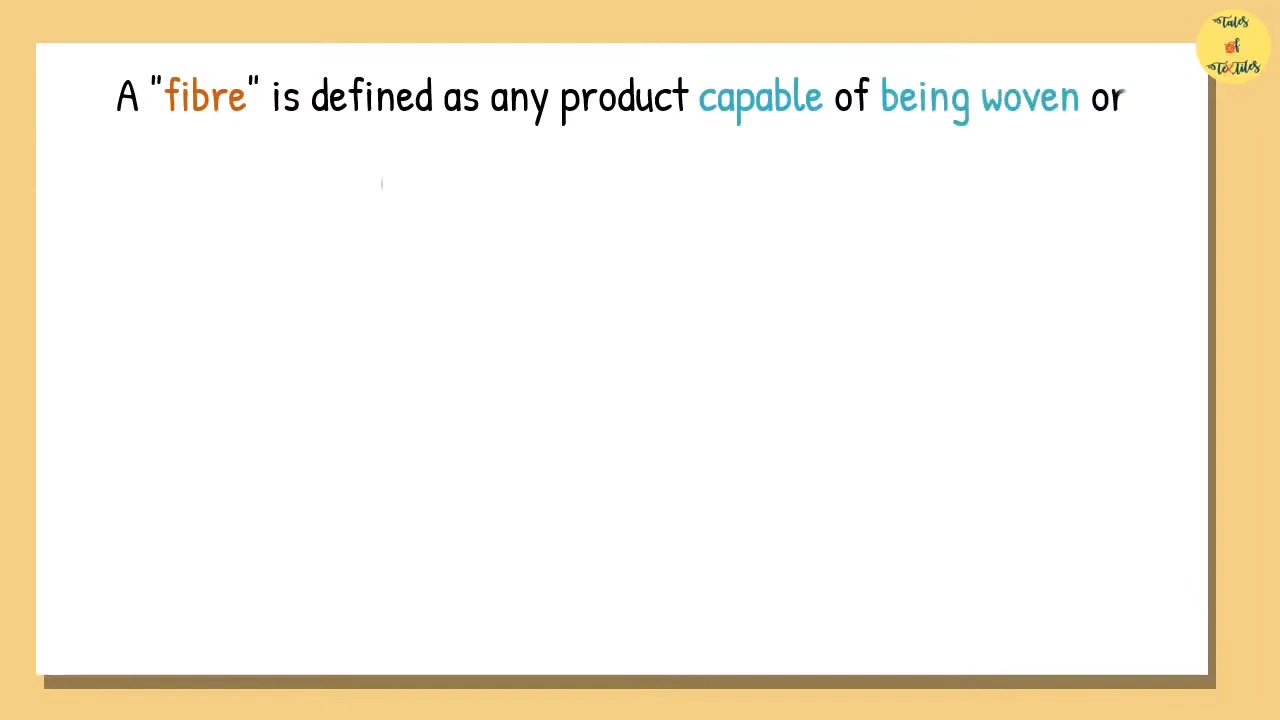 A "fibre" is defined as any product capable of being woven or
Tales
of
Textiles